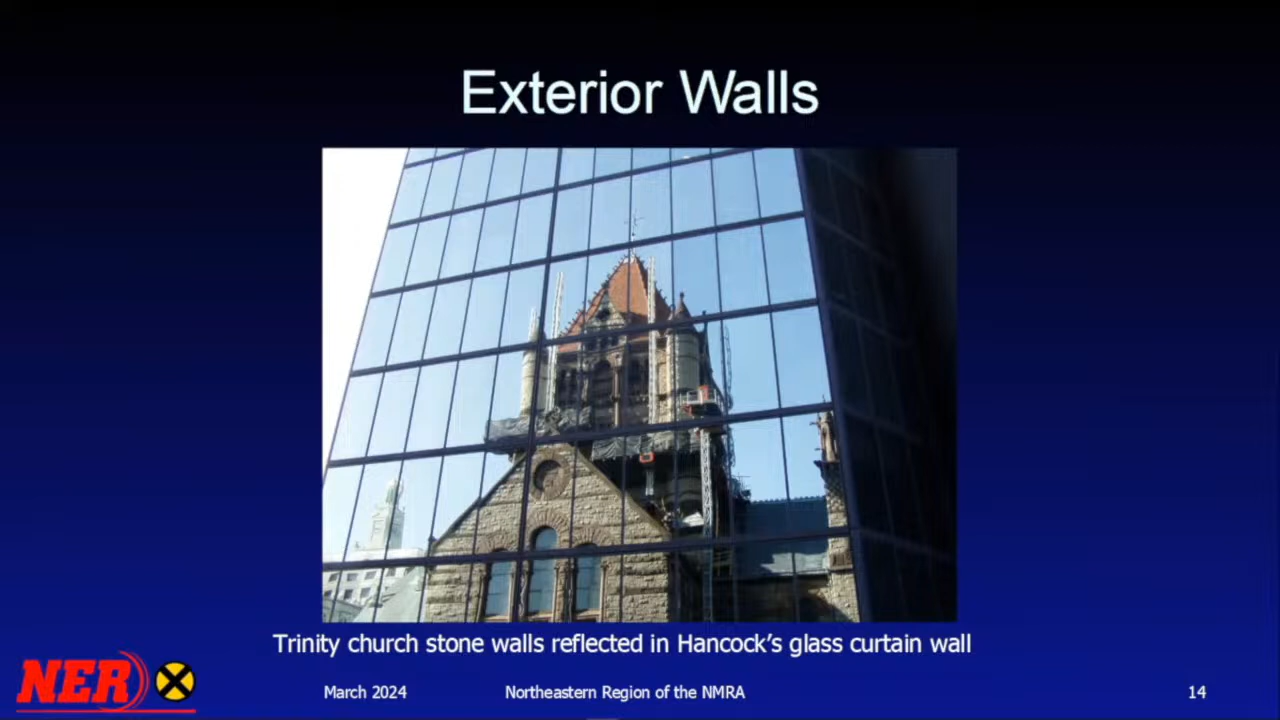 Exterior Walls
Trinity church stone walls reflected in Hancock's glass curtain wall
NER
March 2024
Northeastern Region of the NMRA
14